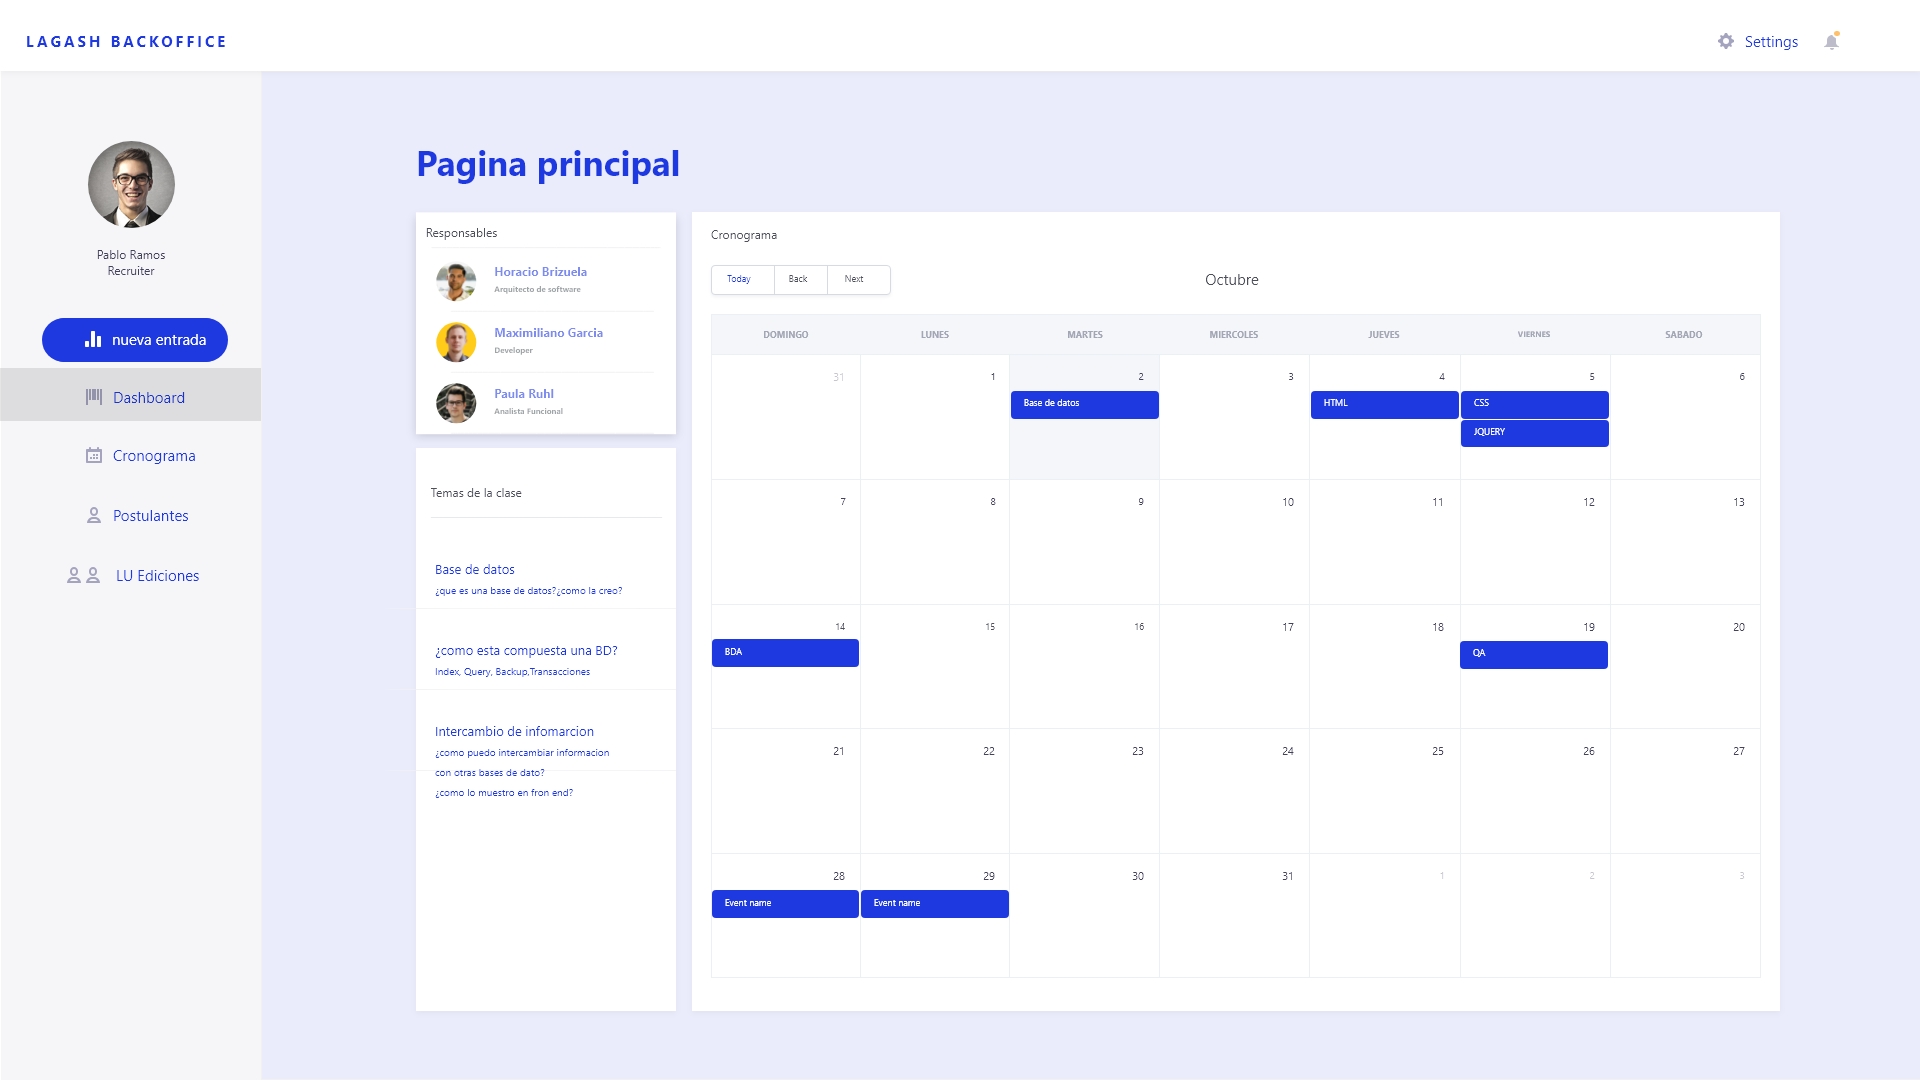 LAGASH BACKOFFICE
Settings
Pablo Ramos
Recruiter
nueva entrada
Dashboard
Cronograma
Postulantes
LU Ediciones
Pagina principal
Responsables
Horacio Brizuela
Arquitecto de software
Maximiliano Garcia
Developer
Paula Ruhl
Analista Funcional
Temas de la clase
Base de datos
¿que es una base de datos?¿como la creo?
¿como esta compuesta una BD?
Index, Query, Backup,Transacciones
Intercambio de infomarcion
¿como puedo intercambiar informacion
con otras bases de dato?
¿como lo muestro en fron end?
Cronograma
Today Back Next
Octubre
DOMINGO LUNES MARTES MIERCOLES JUEVES VIERNES SABADO
31 1 2 3 4 5 6
Base de datos HTML CSS
JQUERY
7 8 9 10 11 12 13
14 15 16 17 18 19 20
BDA QA
21 22 23 24 25 26 27
28 29 30 31 1 2 3
Event name Event name